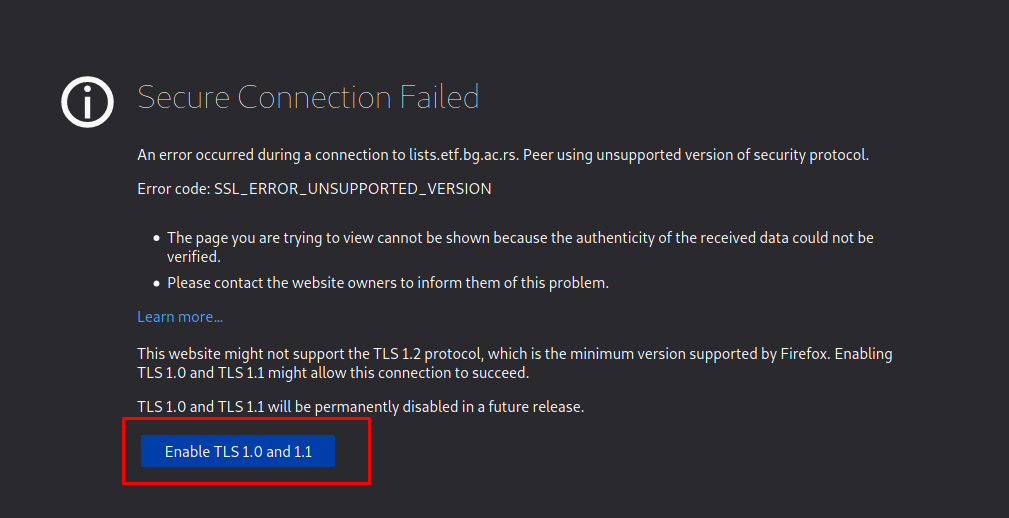 Secure Connection Failed
An error occurred during a connection to lists.etf.bg.ac.rs. Peer using unsupported version of security protocol.
Error code: SSL_ERROR_UNSUPPORTED_VERSION
The page you are trying to view cannot be shown because the authenticity of the received data could not be
verified.
Please contact the website owners to inform them of this problem.
Learn more...
This website might not support the TLS 1.2 protocol, which is the minimum version supported by Firefox. Enabling
TLS 1.0 and TLS 1.1 might allow this connection to succeed.
TLS 1.0 and TLS 1.1 will be permanently disabled in a future release.
Enable TLS 1.0 and 1.1